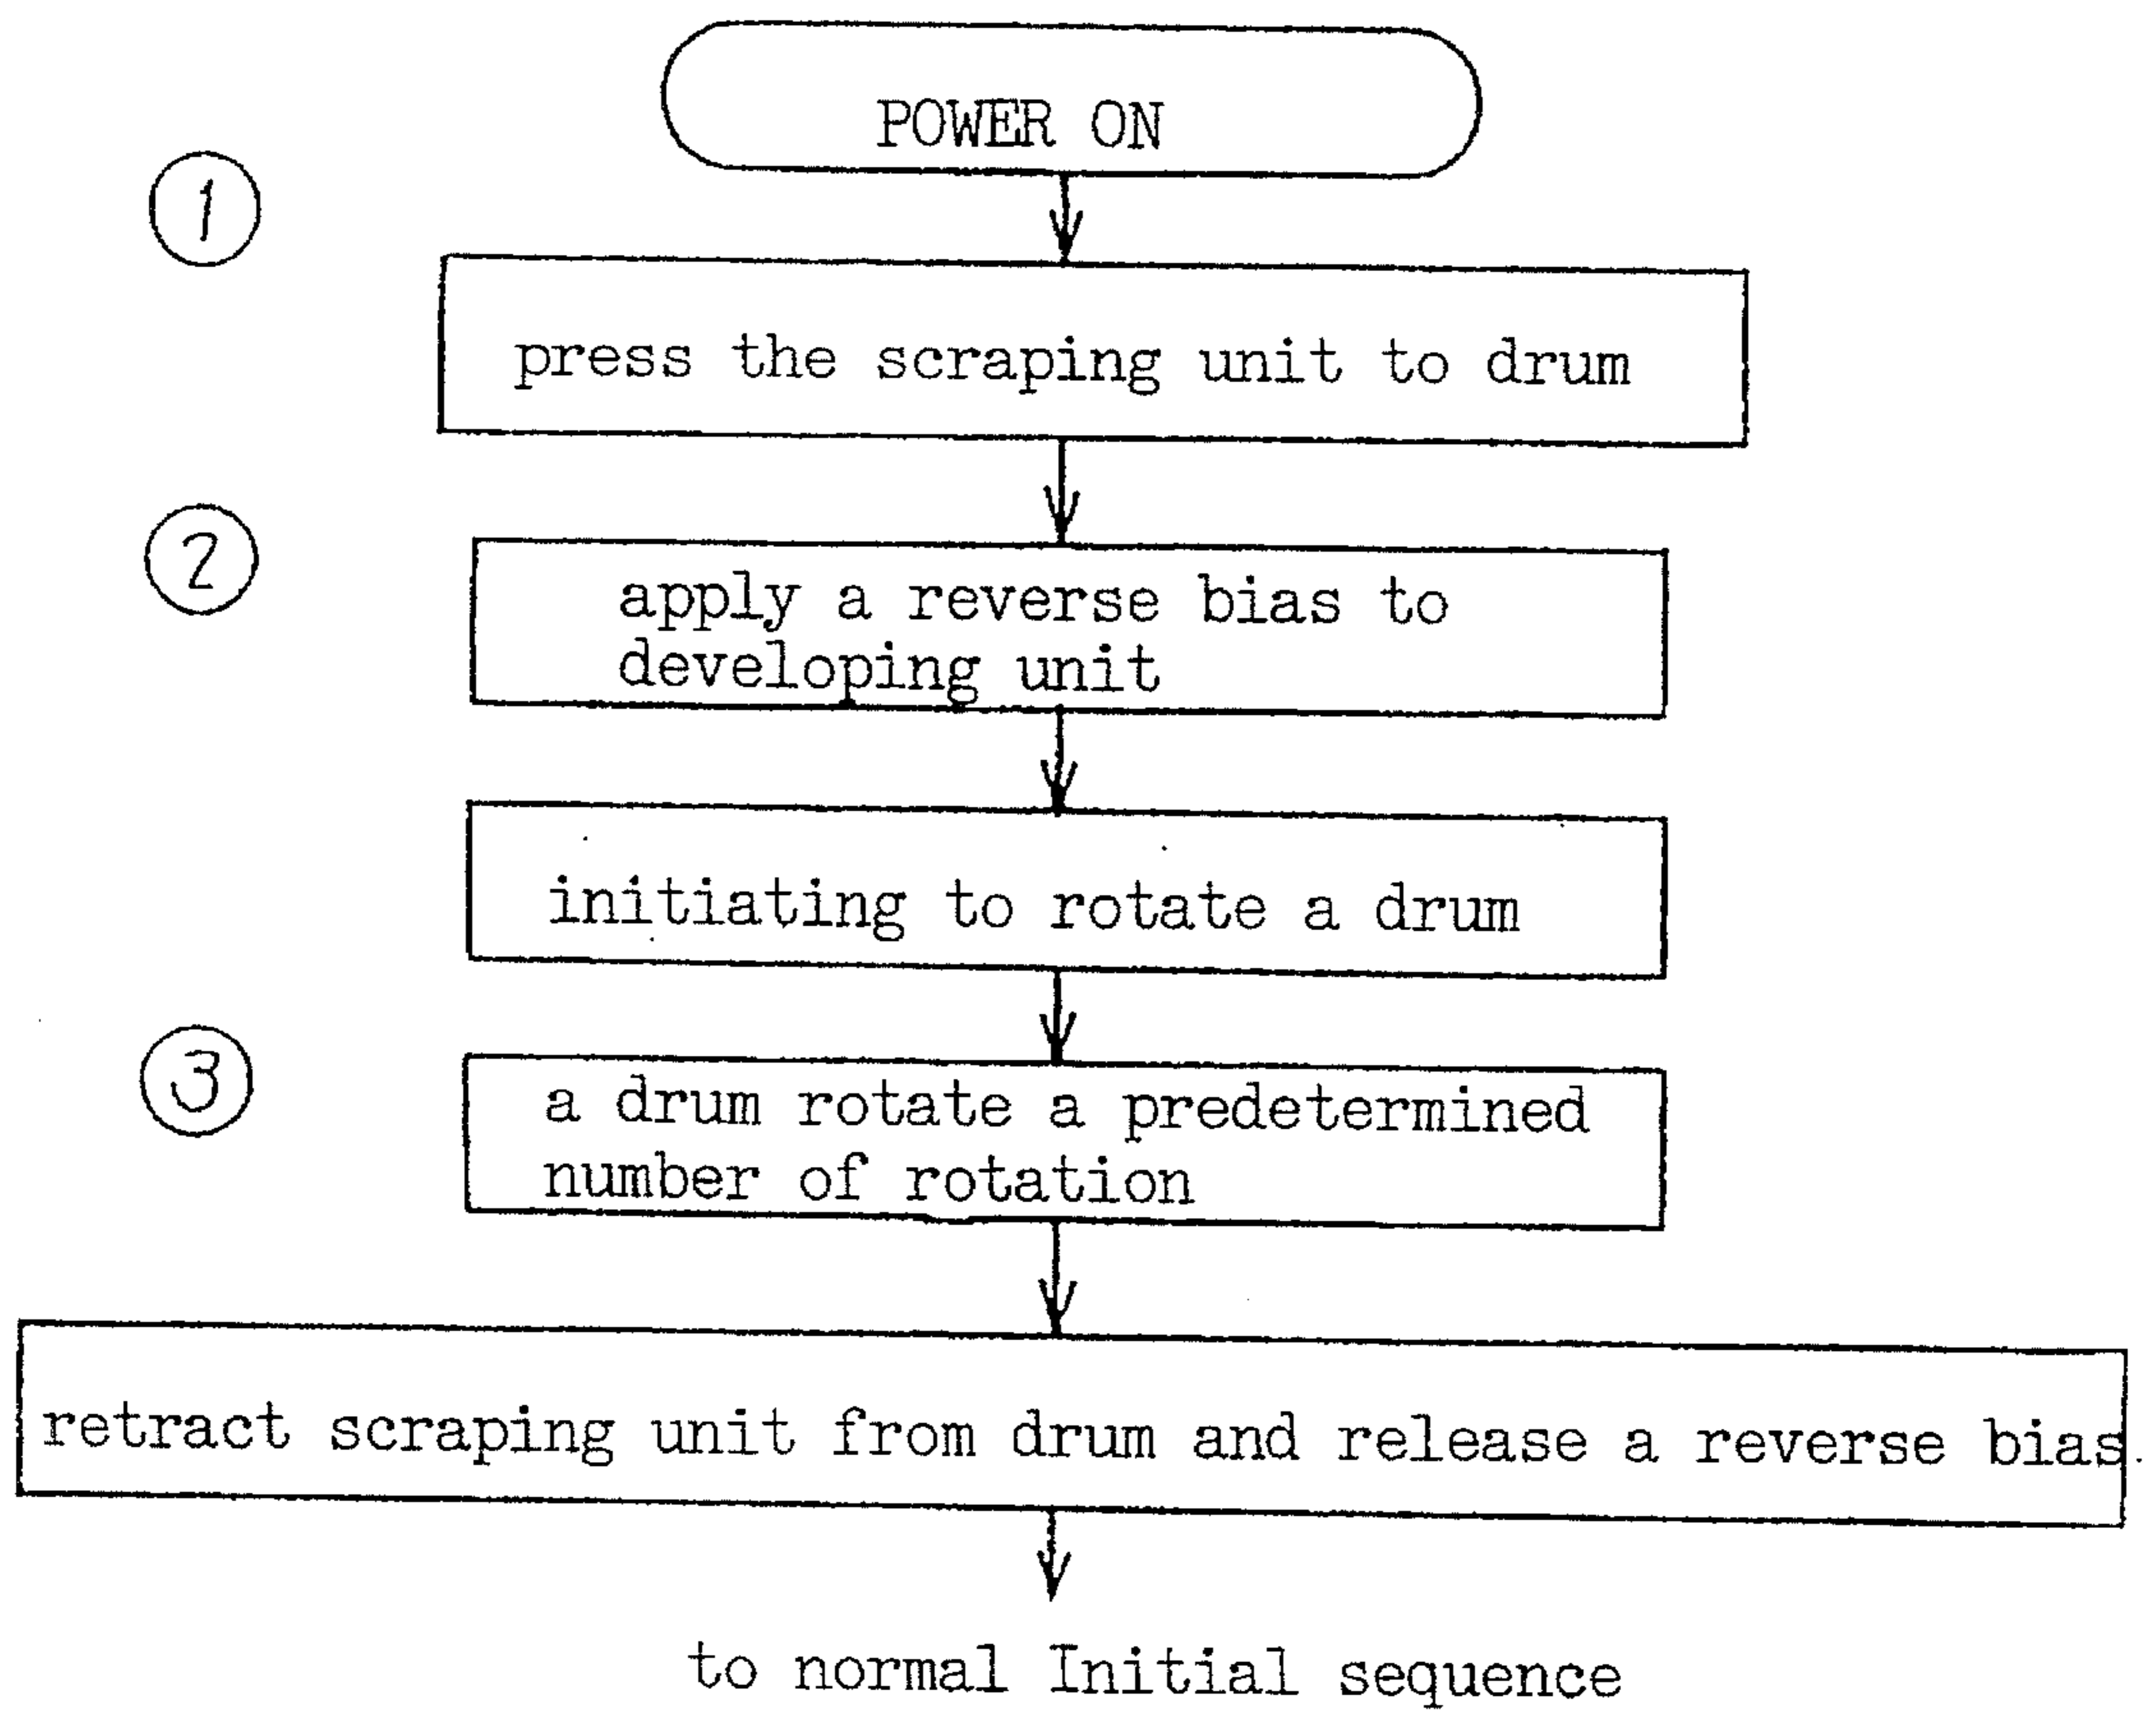 POWER ON
1
press the scraping unit to drum
2
apply a reverse bias to
developing unit
initiating to rotate a drum
3
a drum rotate a predetermined
number of rotation
retract scraping unit from drum and release a reverse bias.
to normal Initial sequence